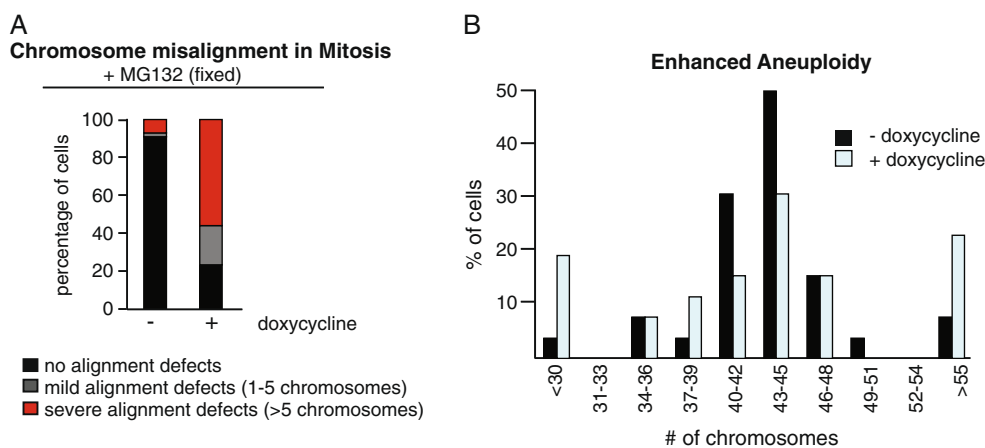 A
Chromosome misalignment in Mitosis
+ MG132 (fixed)
percentage of cells
100
80
60
40
20
0
- + doxycycline
no alignment defects
mild alignment defects (1-5 chromosomes)
severe alignment defects (>5 chromosomes)
B
Enhanced Aneuploidy
% of cells
50
40
30
20
10
- doxycycline
+ doxycycline
<30
31-33
34-36
37-39
40-42
43-45
46-48
49-51
52-54
>55
# of chromosomes